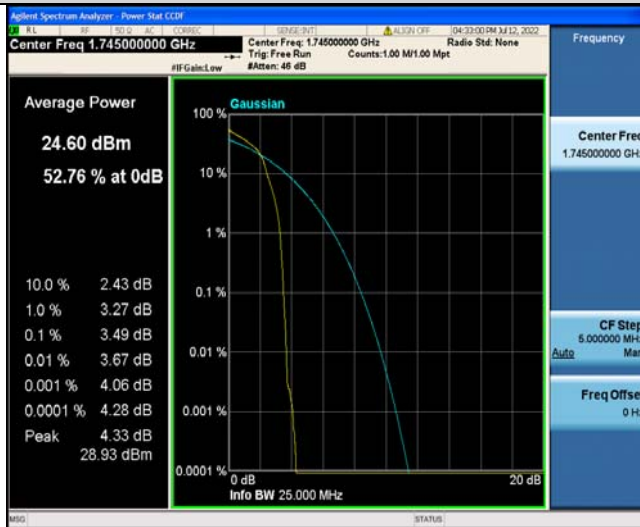 Agilent Spectrum Analyzer - Power Stat CCDF
RL RF 50 Ω AC CORREC SENSE:INT ALIGN OFF 04:33:00 PM Jul 12, 2022
Center Freq 1.745000000 GHz
Center Freq: 1.745000000 GHz Radio Std: None
Trig: Free Run Counts:1.00 M/1.00 Mpt
#IFGain:Low #Atten: 46 dB
Frequency
Average Power
24.60 dBm
52.76 % at 0dB
10.0 % 2.43 dB
1.0 % 3.27 dB
0.1 % 3.49 dB
0.01 % 3.67 dB
0.001 % 4.06 dB
0.0001 % 4.28 dB
Peak 4.33 dB
28.93 dBm
Gaussian
100 %
10 %
1 %
0.1 %
0.01 %
0.001 %
0.0001 %
0 dB 20 dB
Info BW 25.000 MHz
Center Freq
1.745000000 GHz
CF Step
5.000000 MHz
Auto Man
Freq Offse
0 Hz
MSG STATUS